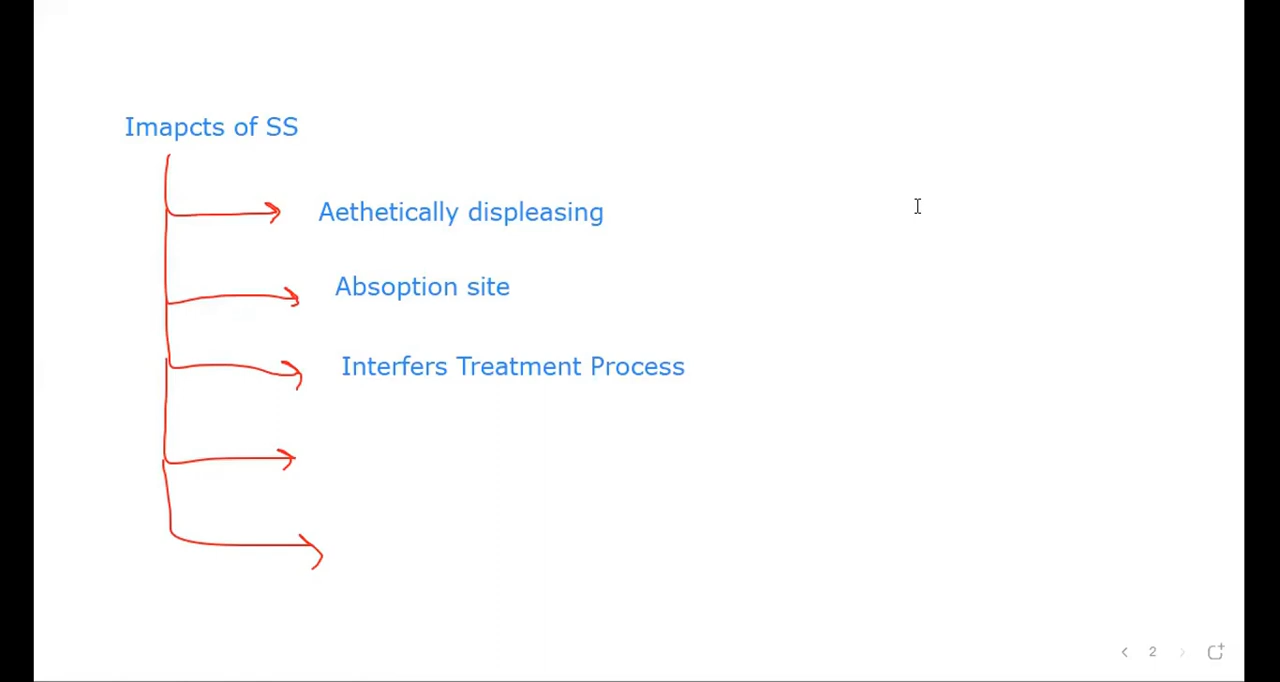 Imapcts of SS
Aethetically displeasing
Absoption site
Interfers Treatment Process
2